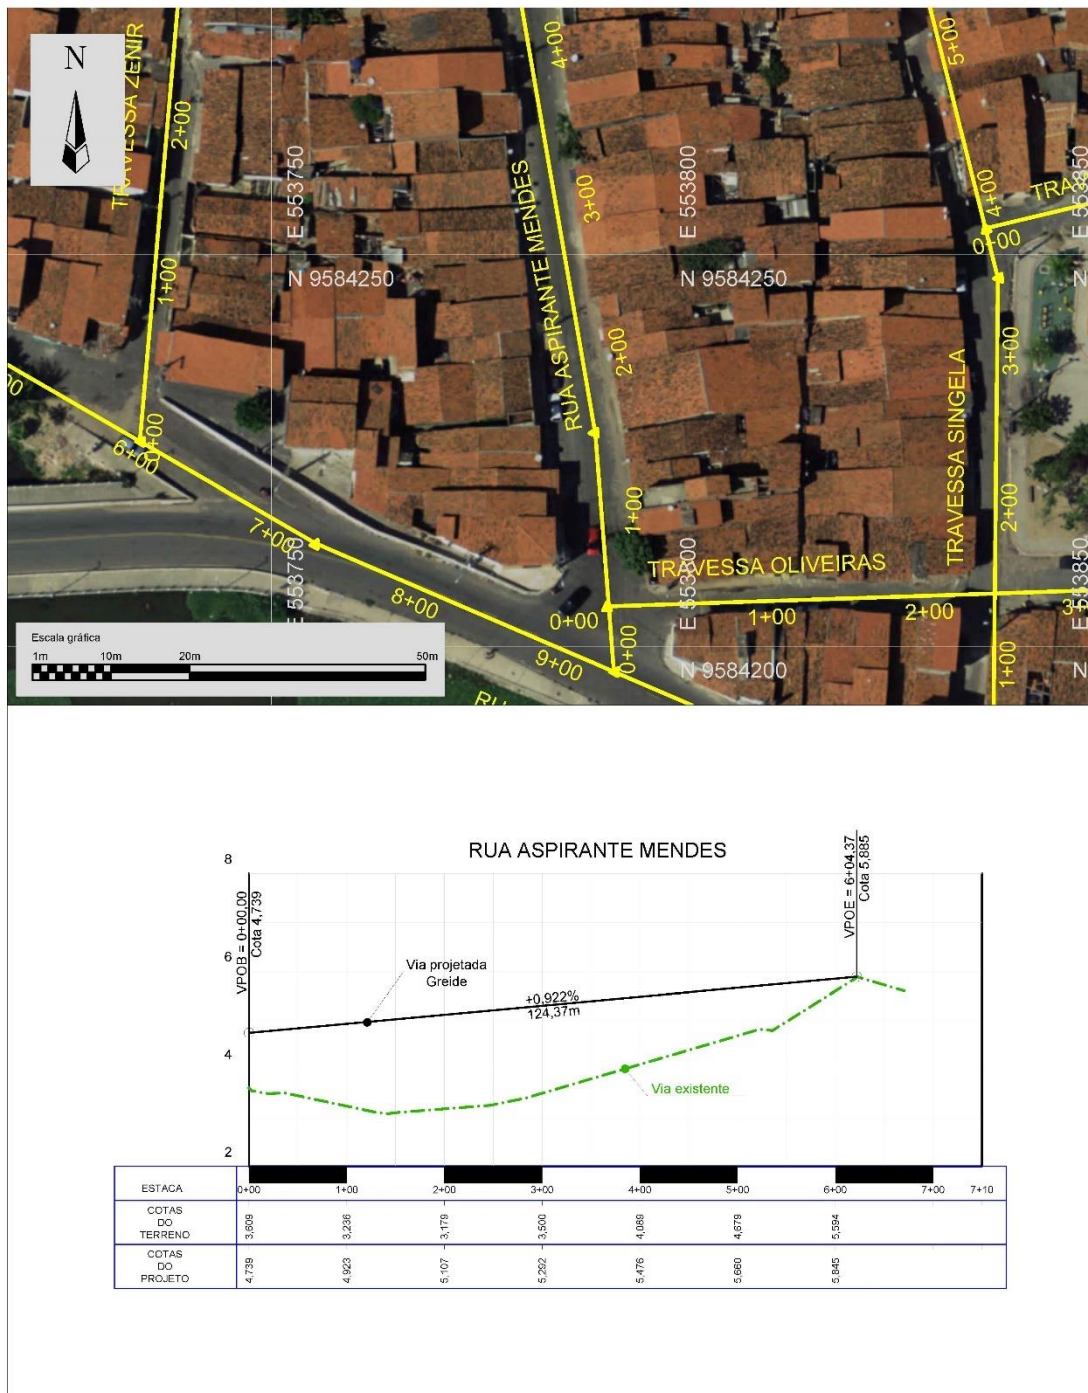 N
TRAVESSA ZENIR
2+00
1+00
0+00
6+00
7+00
8+00
9+00
E 553750
N 9584250
RUA ASPIRANTE MENDES
4+00
3+00
2+00
1+00
0+00
0+00
E 553800
N 9584250
5+00
4+00
0+00
E 553850
3+00
TRAVESSA SINGELA
2+00
1+00
TRAVESSA OLIVEIRAS
1+00
2+00
E 553750
E 553800
E 553850
N 9584200
Escala gráfica
1m 10m 20m 50m
RUA ASPIRANTE MENDES
8
6
4
2
VPOB = 0+00,00
Cota 4,739
Via projetada
Greide
+0,922%
124,37m
VPOE = 6+04,37
Cota 5,885
Via existente
ESTACA 0+00 1+00 2+00 3+00 4+00 5+00 6+00 7+00 7+10
COTAS
DO
TERRENO
3,609 3,236 3,179 3,500 4,089 4,679 5,594
COTAS
DO
PROJETO
4,739 4,923 5,107 5,292 5,476 5,660 5,845